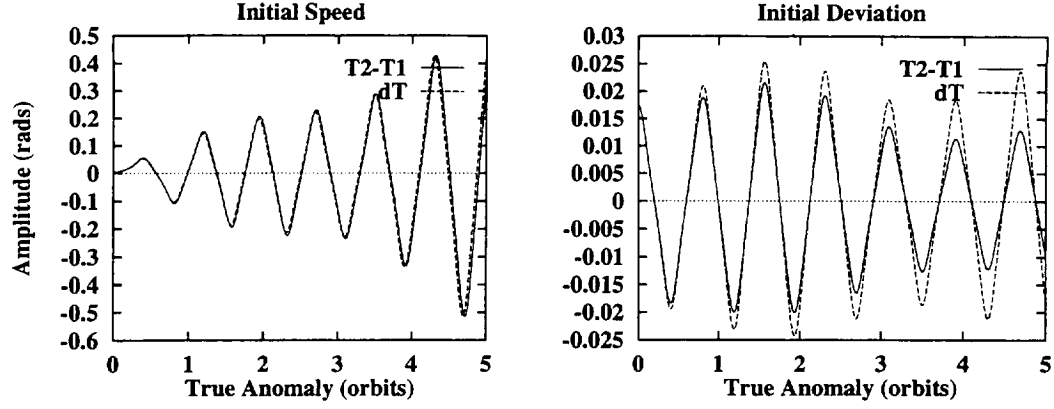 Initial Speed
0.5
0.4
0.3
0.2
0.1
0
-0.1
-0.2
-0.3
-0.4
-0.5
-0.6
Amplitude (rads)
T2-T1
dT
0 1 2 3 4 5
True Anomaly (orbits)
Initial Deviation
0.03
0.025
0.02
0.015
0.01
0.005
0
-0.005
-0.01
-0.015
-0.02
-0.025
T2-T1
dT
0 1 2 3 4 5
True Anomaly (orbits)